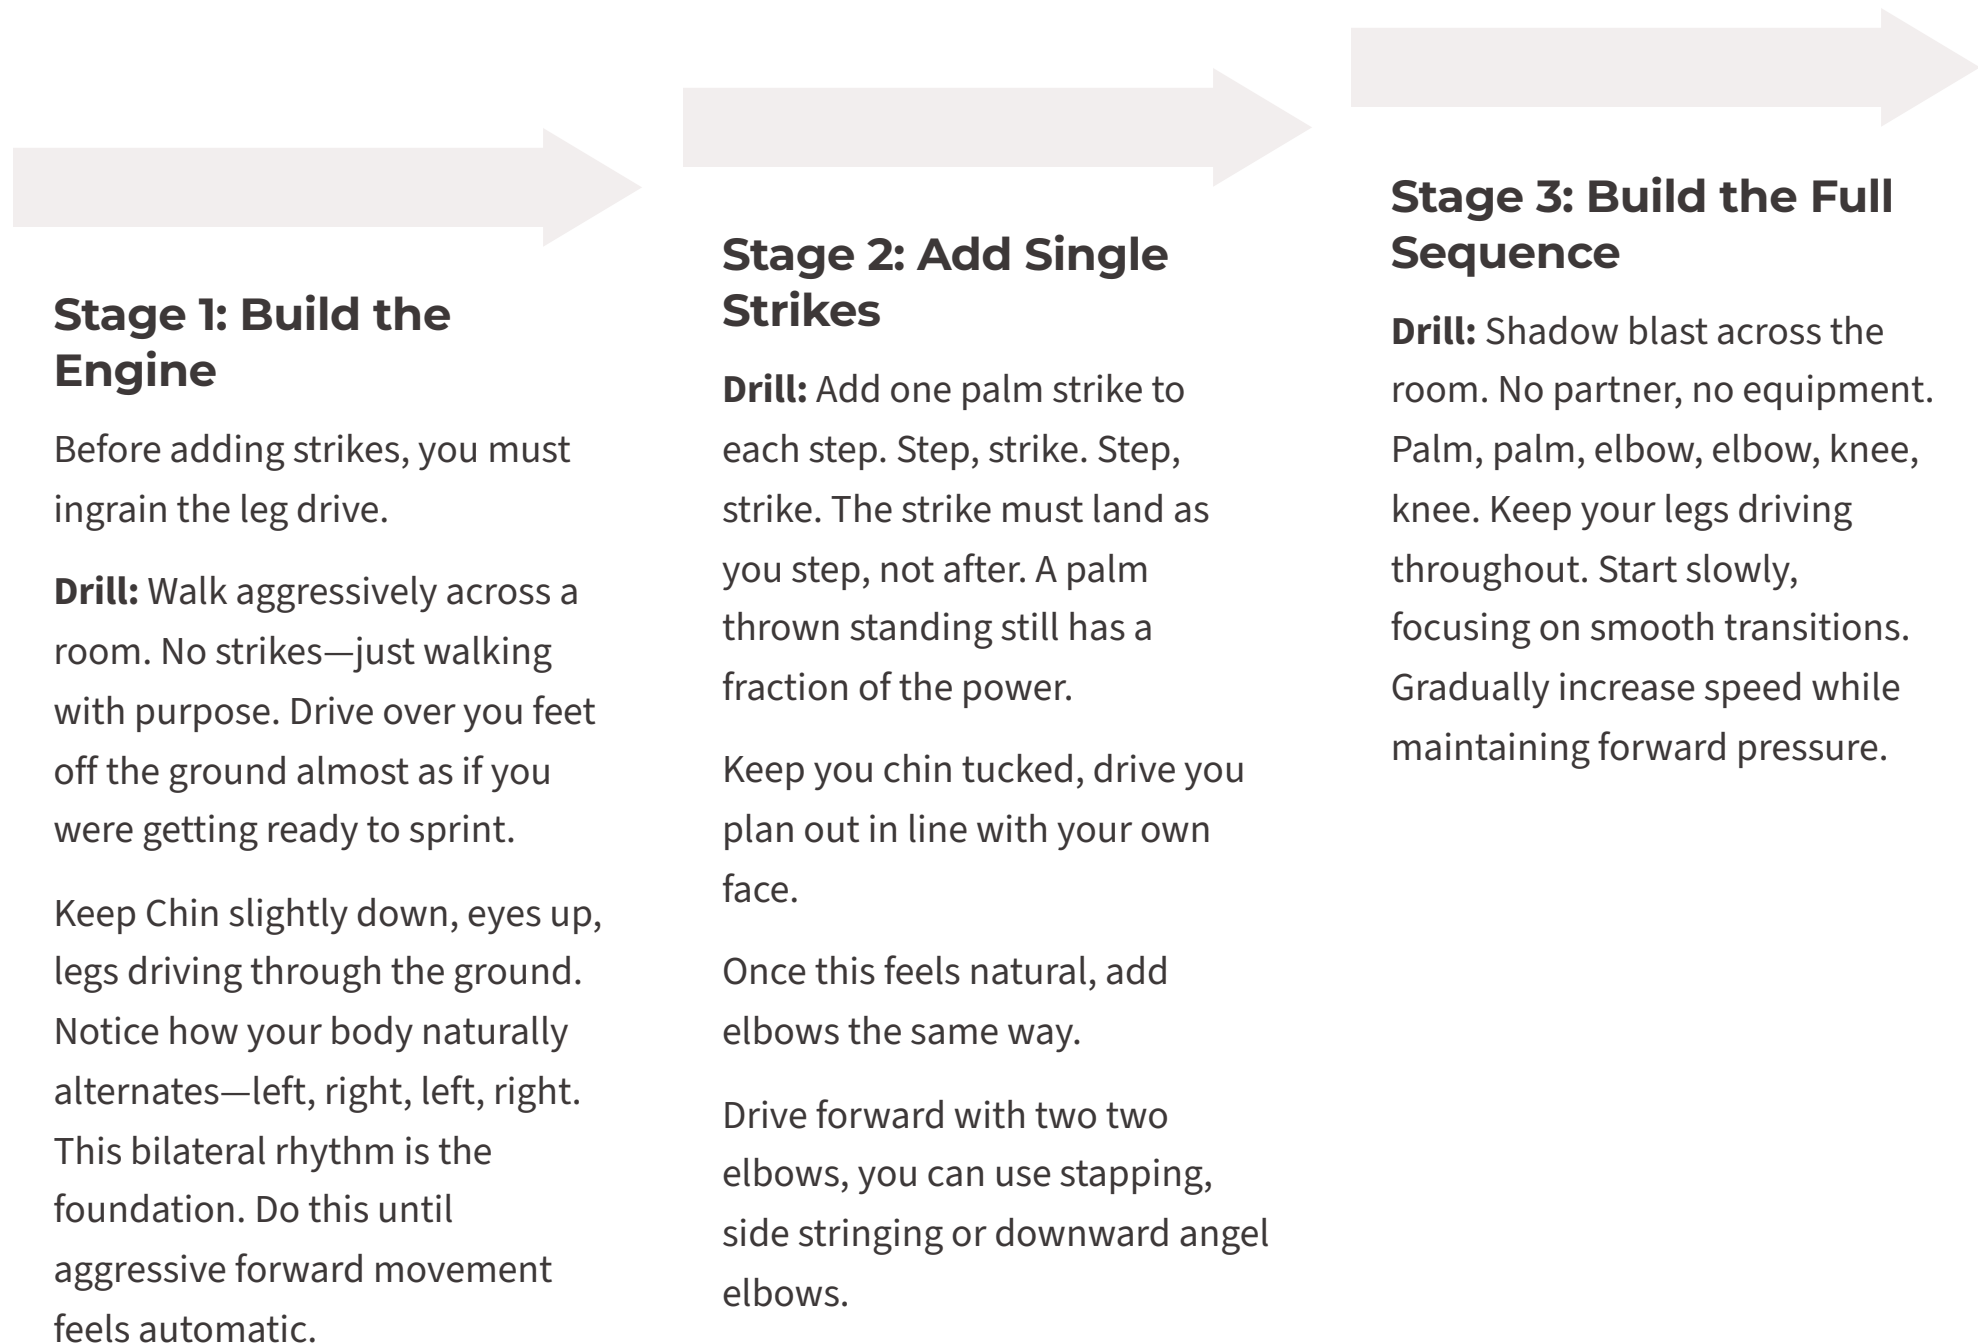 Stage 1: Build the
Engine
Before adding strikes, you must
ingrain the leg drive.
Drill: Walk aggressively across a
room. No strikes—just walking
with purpose. Drive over you feet
off the ground almost as if you
were getting ready to sprint.
Keep Chin slightly down, eyes up,
legs driving through the ground.
Notice how your body naturally
alternates—left, right, left, right.
This bilateral rhythm is the
foundation. Do this until
aggressive forward movement
feels automatic.
Stage 2: Add Single
Strikes
Drill: Add one palm strike to
each step. Step, strike. Step,
strike. The strike must land as
you step, not after. A palm
thrown standing still has a
fraction of the power.
Keep you chin tucked, drive you
plan out in line with your own
face.
Once this feels natural, add
elbows the same way.
Drive forward with two two
elbows, you can use stapping,
side stringing or downward angel
elbows.
Stage 3: Build the Full
Sequence
Drill: Shadow blast across the
room. No partner, no equipment.
Palm, palm, elbow, elbow, knee,
knee. Keep your legs driving
throughout. Start slowly,
focusing on smooth transitions.
Gradually increase speed while
maintaining forward pressure.